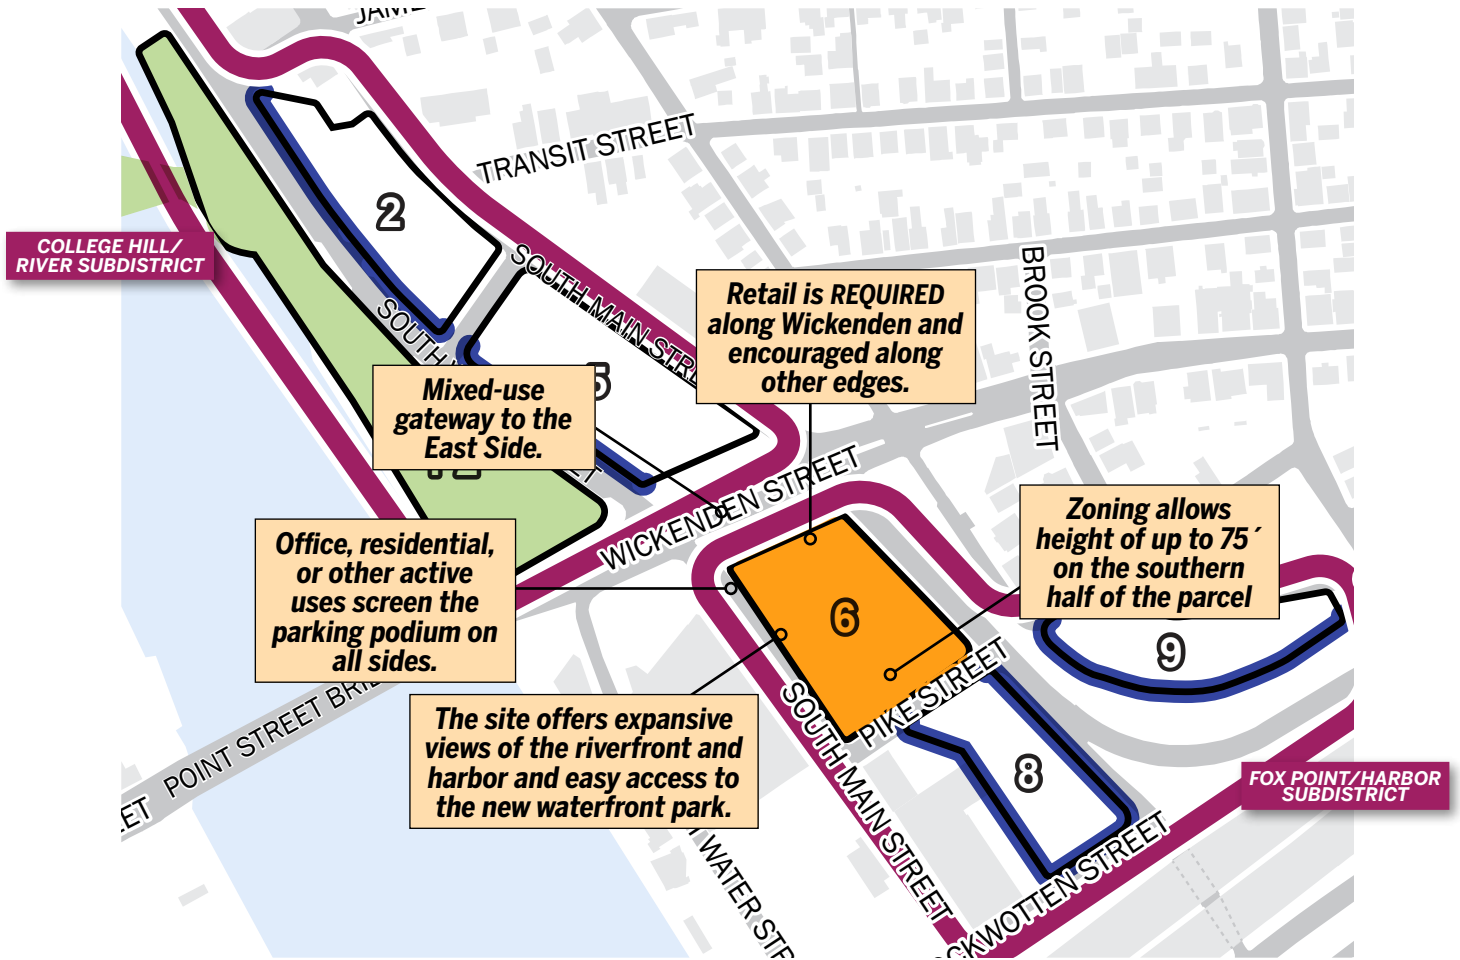 TRANSIT STREET
2
COLLEGE HILL/
RIVER SUBDISTRICT
SOUTH MAIN
BROOK STREET
Retail is REQUIRED
along Wickenden and
encouraged along
other edges.
SOUTH
5
Mixed-use
gateway to the
East Side.
WICKENDEN STREET
Zoning allows
height of up to 75´
on the southern
half of the parcel
Office, residential,
or other active
uses screen the
parking podium on
all sides.
6
9
PIKE STREET
The site offers expansive
views of the riverfront and
harbor and easy access to
the new waterfront park.
POINT STREET
SOUTH MAIN STREET
8
FOX POINT/HARBOR
SUBDISTRICT
WATER
STREET